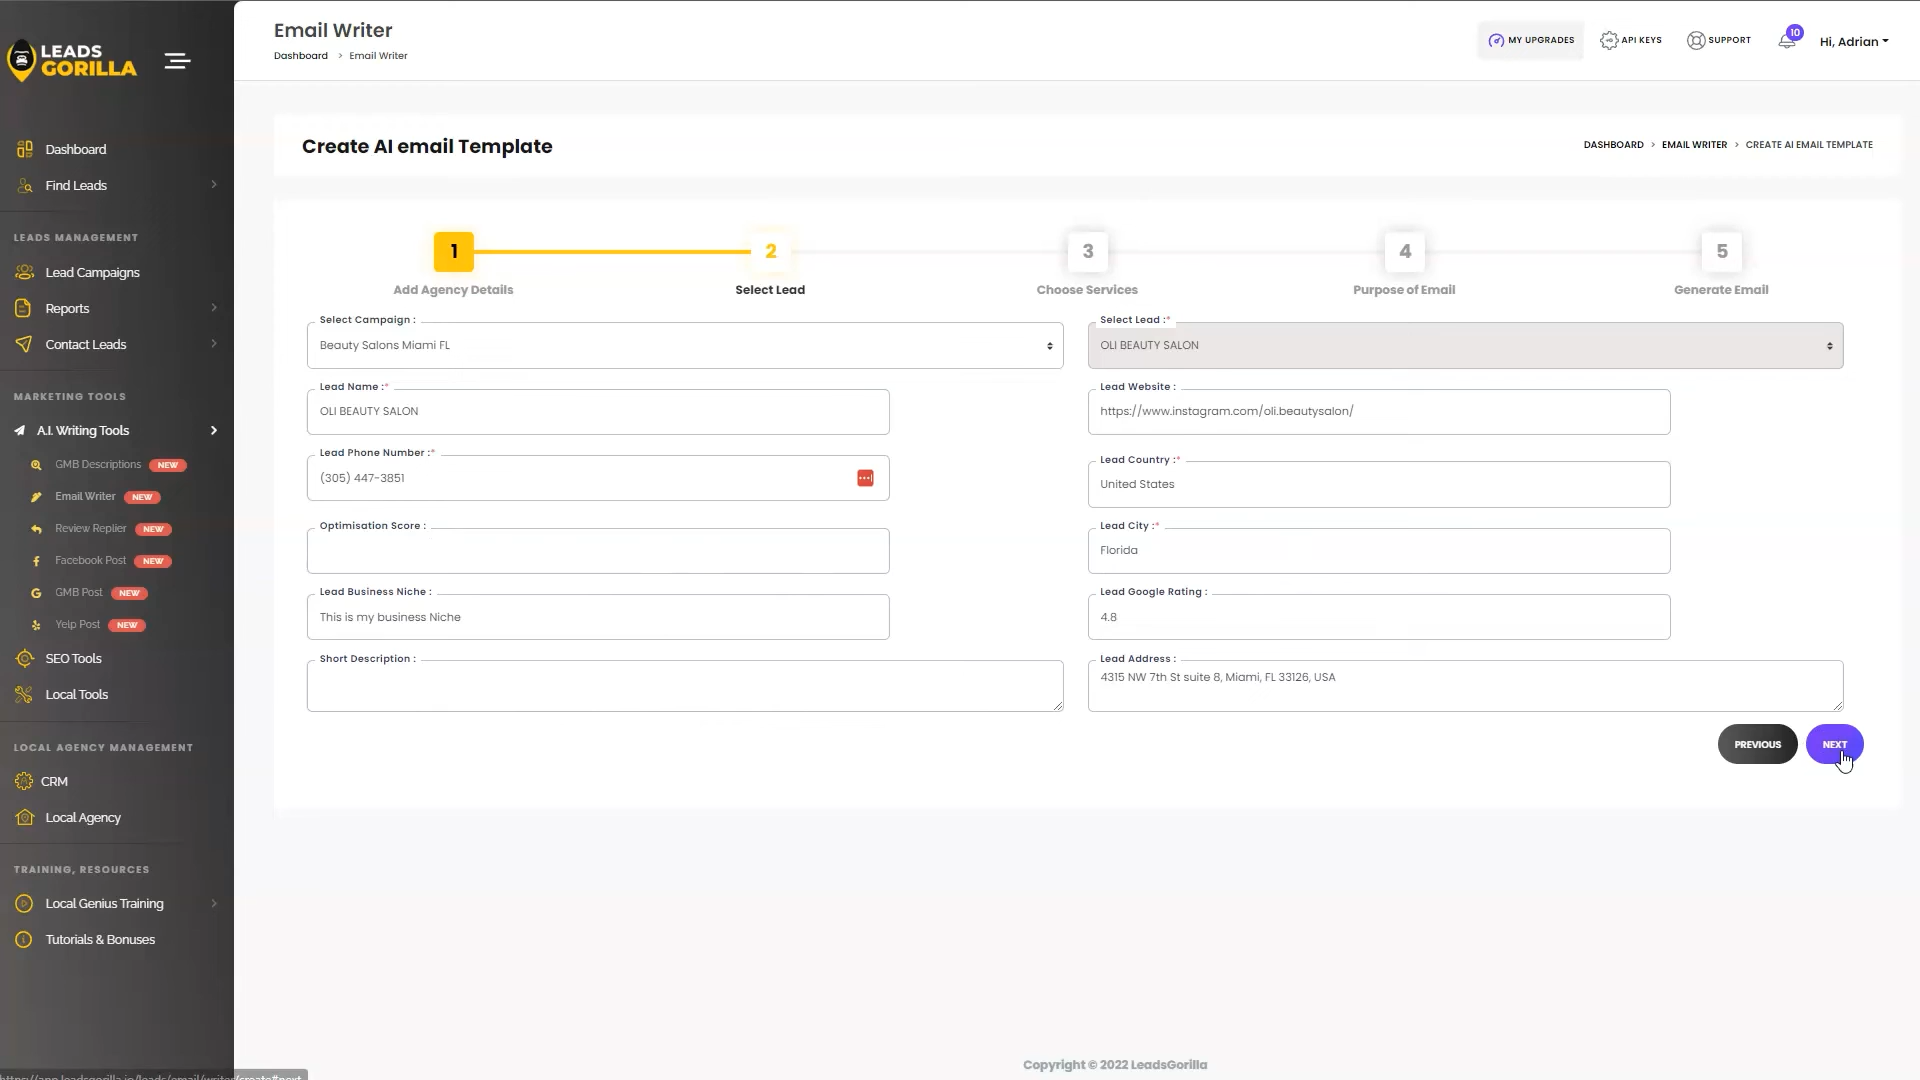 LEADS
GORILLA
Email Writer
Dashboard > Email Writer
MY UPGRADES
API KEYS
SUPPORT
10
Hi, Adrian
Dashboard
Find Leads
LEADS MANAGEMENT
Lead Campaigns
Reports
Contact Leads
MARKETING TOOLS
A.I. Writing Tools
GMB Descriptions NEW
Email Writer NEW
Review Replier NEW
Facebook Post NEW
GMB Post NEW
Yelp Post NEW
SEO Tools
Local Tools
LOCAL AGENCY MANAGEMENT
CRM
Local Agency
TRAINING, RESOURCES
Local Genius Training
Tutorials & Bonuses
Create AI email Template
DASHBOARD > EMAIL WRITER > CREATE AI EMAIL TEMPLATE
1 2 3 4 5
Add Agency Details Select Lead Choose Services Purpose of Email Generate Email
Select Campaign :
Beauty Salons Miami FL
Select Lead :*
OLI BEAUTY SALON
Lead Name :*
OLI BEAUTY SALON
Lead Website :
https://www.instagram.com/oli.beautysalon/
Lead Phone Number :*
(305) 447-3851
Lead Country :*
United States
Optimisation Score :
Lead City :*
Florida
Lead Business Niche :
This is my business Niche
Lead Google Rating :
4.8
Short Description :
Lead Address :
4315 NW 7th St suite 8, Miami, FL 33126, USA
PREVIOUS
NEXT
Copyright © 2022 LeadsGorilla